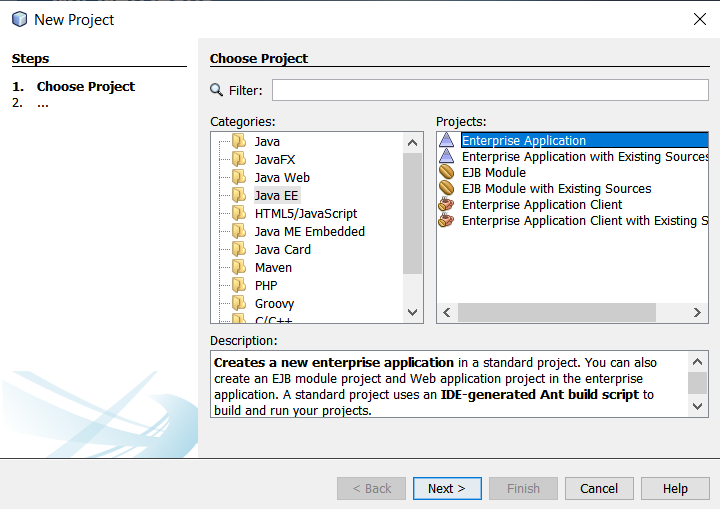 New Project
Steps
1. Choose Project
2. ...
Choose Project
Filter:
Categories:
Java
JavaFX
Java Web
Java EE
HTML5/JavaScript
Java ME Embedded
Java Card
Maven
PHP
Groovy
C/C++
Projects:
Enterprise Application
Enterprise Application with Existing Sources
EJB Module
EJB Module with Existing Sources
Enterprise Application Client
Enterprise Application Client with Existing S
Description:
Creates a new enterprise application in a standard project. You can also
create an EJB module project and Web application project in the enterprise
application. A standard project uses an IDE-generated Ant build script to
build and run your projects.
< Back
Next >
Finish
Cancel
Help